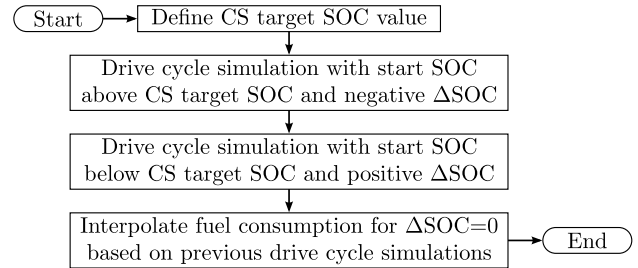 Start
Define CS target SOC value
Drive cycle simulation with start SOC
above CS target SOC and negative ΔSOC
Drive cycle simulation with start SOC
below CS target SOC and positive ΔSOC
Interpolate fuel consumption for ΔSOC=0
based on previous drive cycle simulations
End